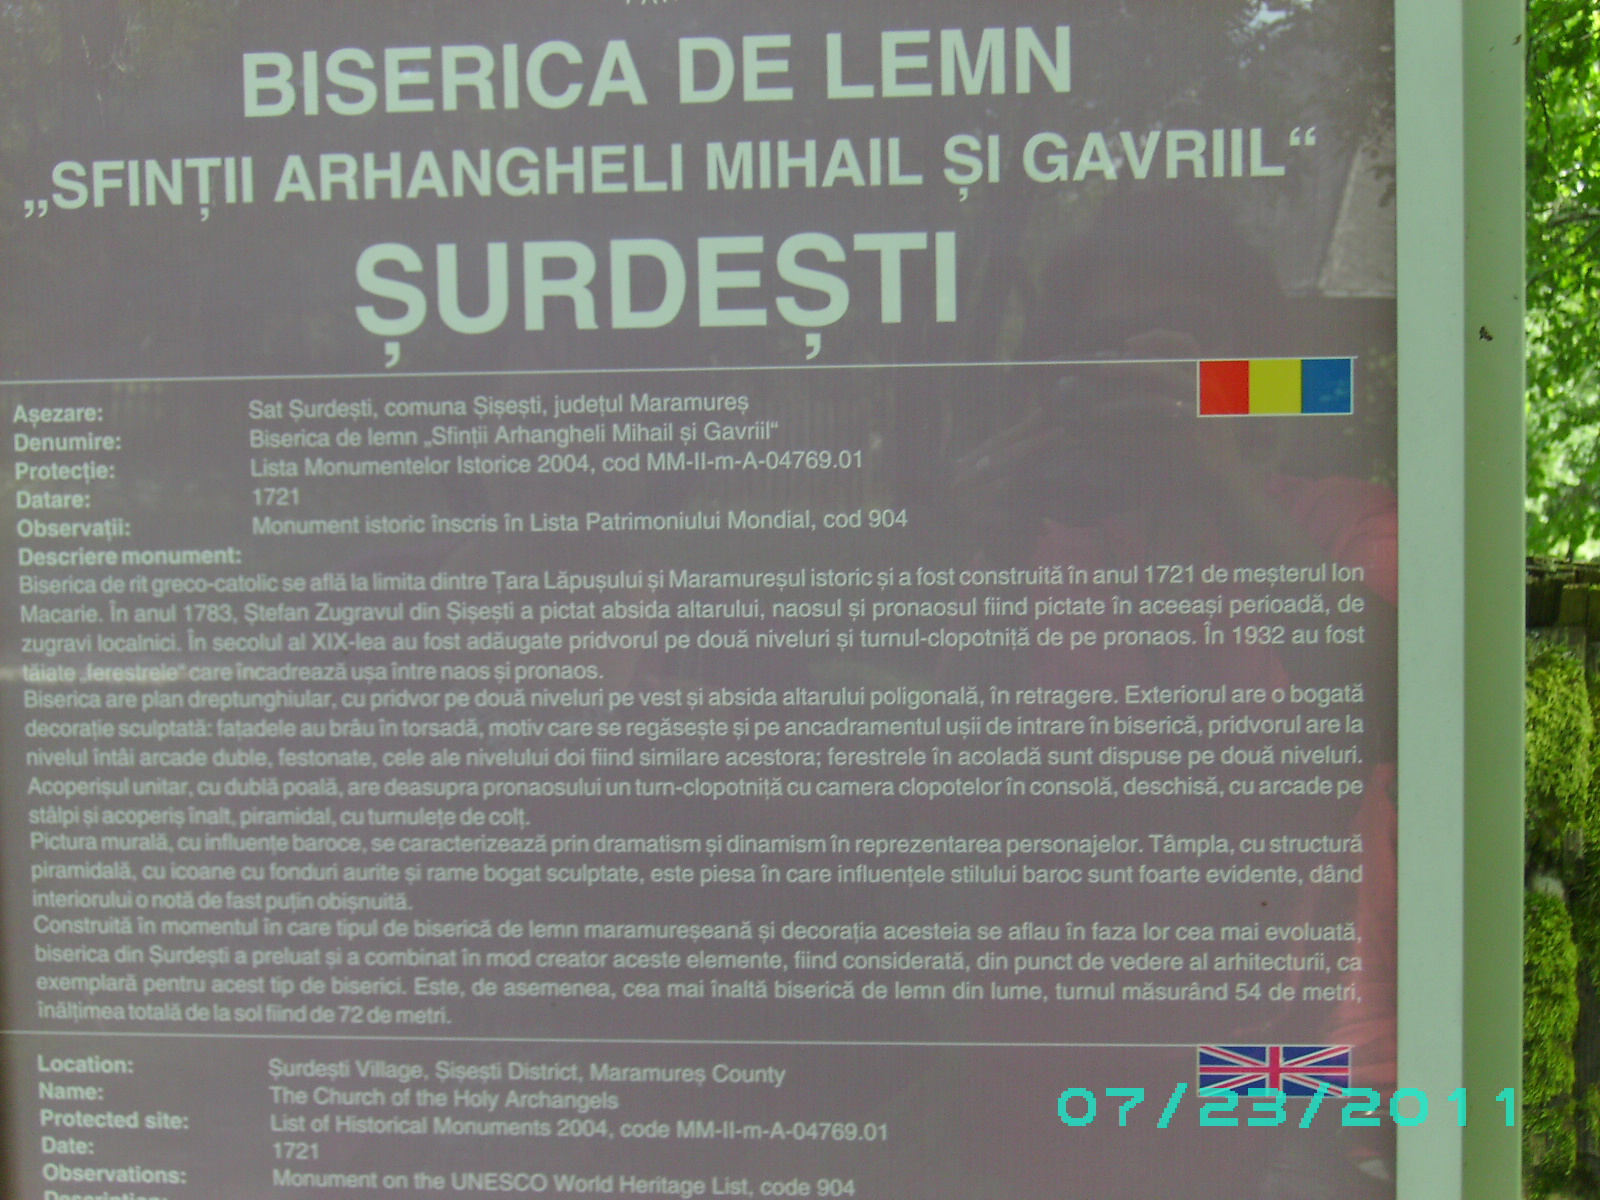 BISERICA DE LEMN
„SFINȚII ARHANGHELI MIHAIL ȘI GAVRIIL“
ȘURDEȘTI
Așezare: Sat Șurdești, comuna Șișești, județul Maramureș
Denumire: Biserica de lemn „Sfinții Arhangheli Mihail și Gavriil“
Protecție: Lista Monumentelor Istorice 2004, cod MM-II-m-A-04769.01
Datare: 1721
Observații: Monument istoric înscris în Lista Patrimoniului Mondial, cod 904
Descriere monument:
Biserica de rit greco-catolic se află la limita dintre Țara Lăpușului și Maramureșul istoric și a fost construită în anul 1721 de meșterul Ion
Macarie. În anul 1783, Ștefan Zugravul din Șișești a pictat absida altarului, naosul și pronaosul fiind pictate în aceeași perioadă, de
zugravi localnici. În secolul al XIX-lea au fost adăugate pridvorul pe două niveluri și turnul-clopotniță de pe pronaos. În 1932 au fost
tăiate „ferestrele“ care încadrează ușa între naos și pronaos.
Biserica are plan dreptunghiular, cu pridvor pe două niveluri pe vest și absida altarului poligonală, în retragere. Exteriorul are o bogată
decorație sculptată: fațadele au brâu în torsadă, motiv care se regăsește și pe ancadramentul ușii de intrare în biserică, pridvorul are la
nivelul întâi arcade duble, festonate, cele ale nivelului doi fiind similare acestora; ferestrele în acoladă sunt dispuse pe două niveluri.
Acoperișul unitar, cu dublă poală, are deasupra pronaosului un turn-clopotniță cu camera clopotelor în consolă, deschisă, cu arcade pe
stâlpi și acoperiș înalt, piramidal, cu turnulețe de colț.
Pictura murală, cu influențe baroce, se caracterizează prin dramatism și dinamism în reprezentarea personajelor. Tâmpla, cu structură
piramidală, cu icoane cu fonduri aurite și rame bogat sculptate, este piesa în care influențele stilului baroc sunt foarte evidente, dând
interiorului o notă de fast puțin obișnuită.
Construită în momentul în care tipul de biserică de lemn maramureșeană și decorația acesteia se aflau în faza lor cea mai evoluată,
biserica din Șurdești a preluat și a combinat în mod creator aceste elemente, fiind considerată, din punct de vedere al arhitecturii, ca
exemplară pentru acest tip de biserici. Este, de asemenea, cea mai înaltă biserică de lemn din lume, turnul măsurând 54 de metri,
înălțimea totală de la sol fiind de 72 de metri.
Location: Șurdești Village, Șișești District, Maramureș County
Name: The Church of the Holy Archangels
Protected site: List of Historical Monuments 2004, code MM-II-m-A-04769.01
Date: 1721
Observations: Monument on the UNESCO World Heritage List, code 904
Description:
07/23/2011